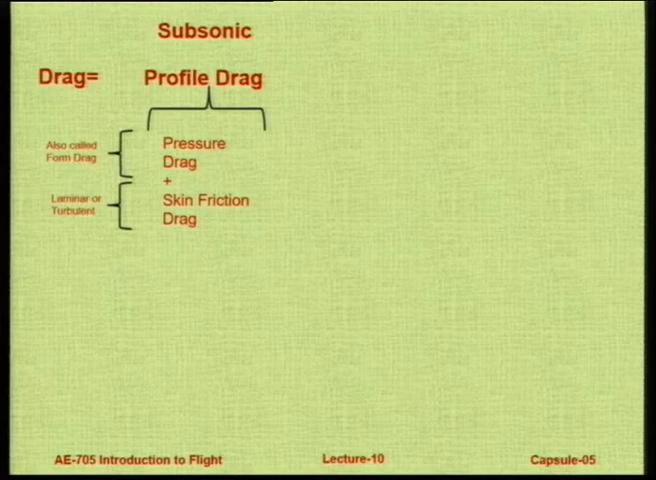 Subsonic
Drag= Profile Drag
Also called
Form Drag
Pressure
Drag
+
Laminar or
Turbulent
Skin Friction
Drag
AE-705 Introduction to Flight Lecture-10 Capsule-05